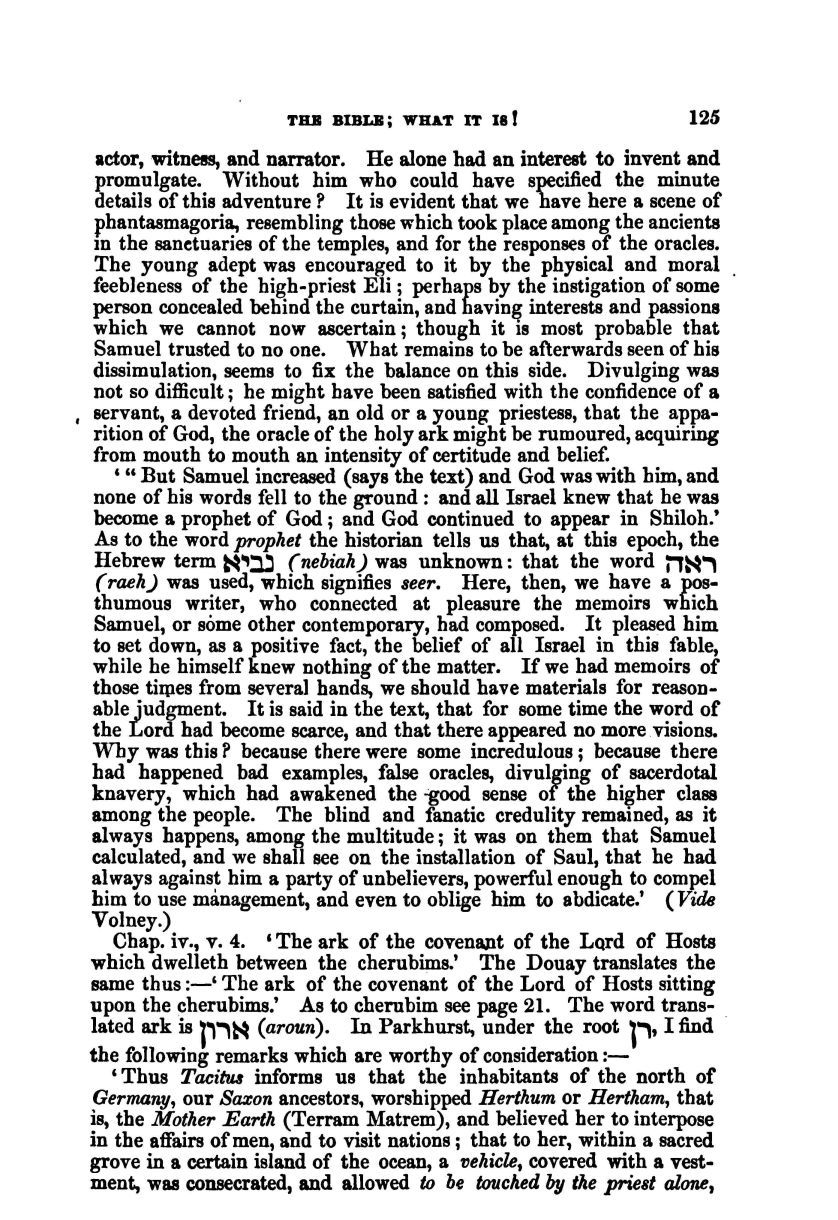 THE BIBLE; WHAT IT IS! 125
actor, witness, and narrator. He alone had an interest to invent and
promulgate. Without him who could have specified the minute
details of this adventure? It is evident that we have here a scene of
phantasmagoria, resembling those which took place among the ancients
in the sanctuaries of the temples, and for the responses of the oracles.
The young adept was encouraged to it by the physical and moral
feebleness of the high-priest Eli; perhaps by the instigation of some
person concealed behind the curtain, and having interests and passions
which we cannot now ascertain; though it is most probable that
Samuel trusted to no one. What remains to be afterwards seen of his
dissimulation, seems to fix the balance on this side. Divulging was
not so difficult; he might have been satisfied with the confidence of a
servant, a devoted friend, an old or a young priestess, that the appa-
rition of God, the oracle of the holy ark might be rumoured, acquiring
from mouth to mouth an intensity of certitude and belief.
‘“But Samuel increased (says the text) and God was with him, and
none of his words fell to the ground: and all Israel knew that he was
become a prophet of God; and God continued to appear in Shiloh.’
As to the word prophet the historian tells us that, at this epoch, the
Hebrew term נביא (nebiah) was unknown: that the word ראה
(raeh) was used, which signifies seer. Here, then, we have a pos-
thumous writer, who connected at pleasure the memoirs which
Samuel, or some other contemporary, had composed. It pleased him
to set down, as a positive fact, the belief of all Israel in this fable,
while he himself knew nothing of the matter. If we had memoirs of
those times from several hands, we should have materials for reason-
able judgment. It is said in the text, that for some time the word of
the Lord had become scarce, and that there appeared no more visions.
Why was this? because there were some incredulous; because there
had happened bad examples, false oracles, divulging of sacerdotal
knavery, which had awakened the good sense of the higher class
among the people. The blind and fanatic credulity remained, as it
always happens, among the multitude; it was on them that Samuel
calculated, and we shall see on the installation of Saul, that he had
always against him a party of unbelievers, powerful enough to compel
him to use management, and even to oblige him to abdicate.’ (Vide
Volney.)
Chap. iv., v. 4. ‘The ark of the covenant of the Lord of Hosts
which dwelleth between the cherubims.’ The Douay translates the
same thus:—‘The ark of the covenant of the Lord of Hosts sitting
upon the cherubims.’ As to cherubim see page 21. The word trans-
lated ark is ארון (aroun). In Parkhurst, under the root רן, I find
the following remarks which are worthy of consideration:—
‘Thus Tacitus informs us that the inhabitants of the north of
Germany, our Saxon ancestors, worshipped Herthum or Hertham, that
is, the Mother Earth (Terram Matrem), and believed her to interpose
in the affairs of men, and to visit nations; that to her, within a sacred
grove in a certain island of the ocean, a vehicle, covered with a vest-
ment, was consecrated, and allowed to be touched by the priest alone,